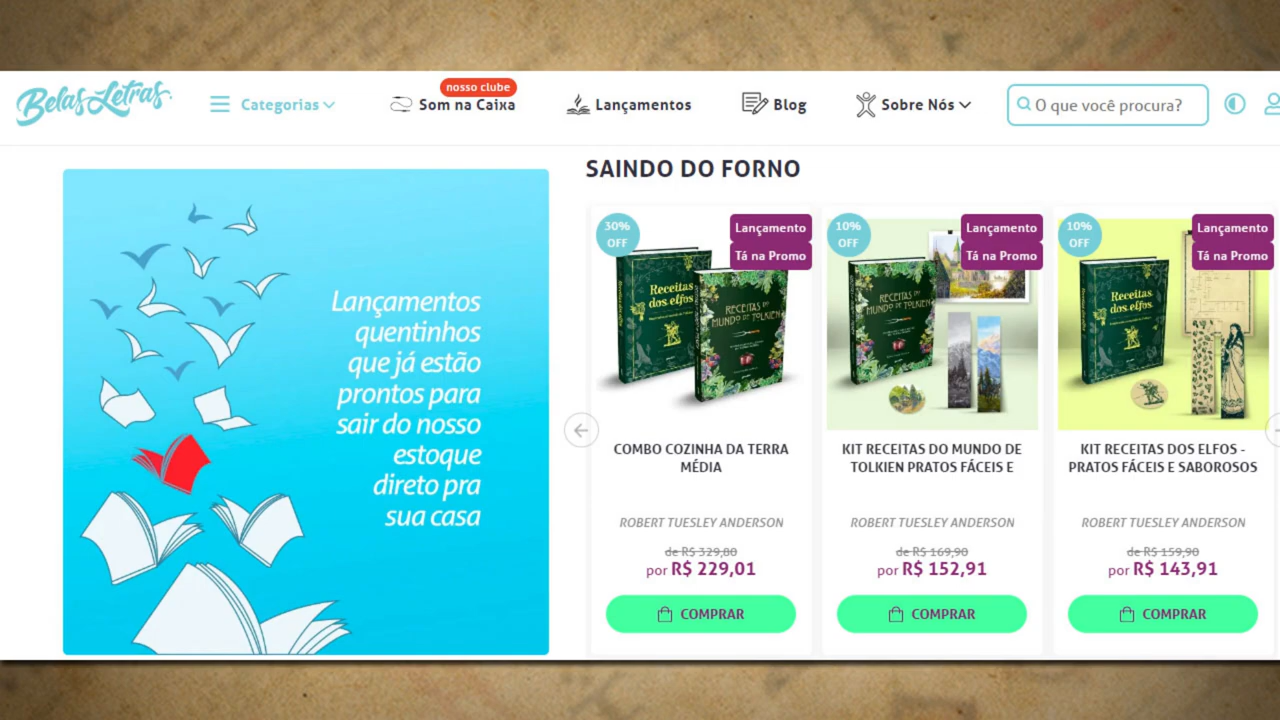 Belas Letras
Categorias
nosso clube
Som na Caixa
Lançamentos
Blog
Sobre Nós
O que você procura?
Lançamentos
quentinhos
que já estão
prontos para
sair do nosso
estoque
direto pra
sua casa
SAINDO DO FORNO
30%
OFF
Lançamento
Tá na Promo
Receitas
dos elfos
RECEITAS DO
MUNDO DE TOLKIEN
COMBO COZINHA DA TERRA
MÉDIA
ROBERT TUESLEY ANDERSON
de R$ 329,80
por R$ 229,01
COMPRAR
10%
OFF
Lançamento
Tá na Promo
RECEITAS DO
MUNDO DE TOLKIEN
KIT RECEITAS DO MUNDO DE
TOLKIEN PRATOS FÁCEIS E
ROBERT TUESLEY ANDERSON
de R$ 169,90
por R$ 152,91
COMPRAR
10%
OFF
Lançamento
Tá na Promo
Receitas
dos elfos
KIT RECEITAS DOS ELFOS -
PRATOS FÁCEIS E SABOROSOS
ROBERT TUESLEY ANDERSON
de R$ 159,90
por R$ 143,91
COMPRAR